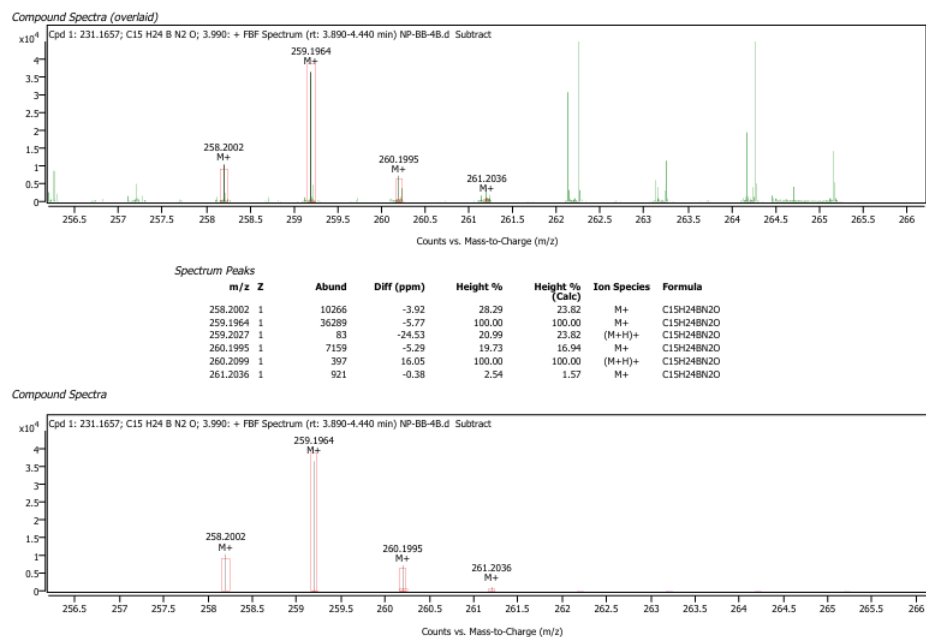 Compound Spectra (overlaid)
x10⁴ Cpd 1: 231.1657; C15 H24 B N2 O; 3.990: + FBF Spectrum (rt: 3.890-4.440 min) NP-BB-4B.d Subtract
4
3.5
3
2.5
2
1.5
1
0.5
0
259.1964
M+
258.2002
M+
260.1995
M+
261.2036
M+
256.5 257 257.5 258 258.5 259 259.5 260 260.5 261 261.5 262 262.5 263 263.5 264 264.5 265 265.5 266
Counts vs. Mass-to-Charge (m/z)
Spectrum Peaks
m/z Z Abund Diff (ppm) Height % Height % (Calc) Ion Species Formula
258.2002 1 10266 -3.92 28.29 23.82 M+ C15H24BN2O
259.1964 1 36289 -5.77 100.00 100.00 M+ C15H24BN2O
259.2027 1 83 -24.53 20.99 23.82 (M+H)+ C15H24BN2O
260.1995 1 7159 -5.29 19.73 16.94 M+ C15H24BN2O
260.2099 1 397 16.05 100.00 100.00 (M+H)+ C15H24BN2O
261.2036 1 921 -0.38 2.54 1.57 M+ C15H24BN2O
Compound Spectra
x10⁴ Cpd 1: 231.1657; C15 H24 B N2 O; 3.990: + FBF Spectrum (rt: 3.890-4.440 min) NP-BB-4B.d Subtract
4
3.5
3
2.5
2
1.5
1
0.5
0
259.1964
M+
258.2002
M+
260.1995
M+
261.2036
M+
256.5 257 257.5 258 258.5 259 259.5 260 260.5 261 261.5 262 262.5 263 263.5 264 264.5 265 265.5 266
Counts vs. Mass-to-Charge (m/z)